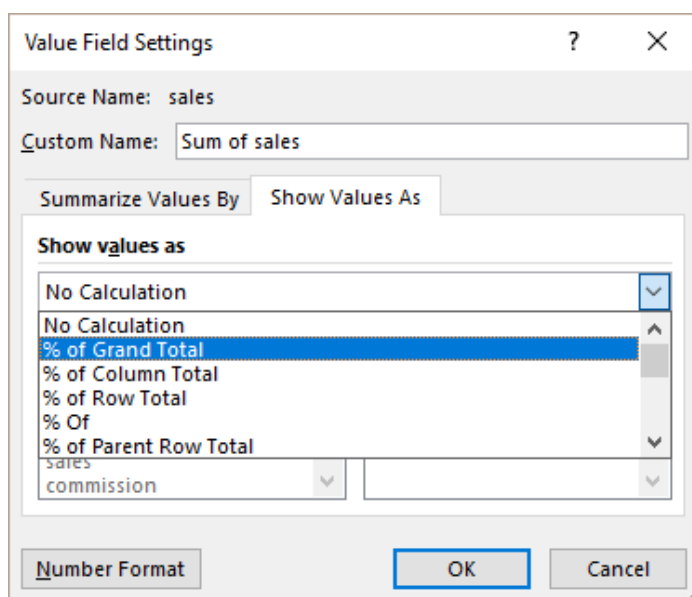 Value Field Settings ?
Source Name: sales
Custom Name: Sum of sales
Summarize Values By Show Values As
Show values as
No Calculation
No Calculation
% of Grand Total
% of Column Total
% of Row Total
% Of
% of Parent Row Total
sales
commission
Number Format OK Cancel